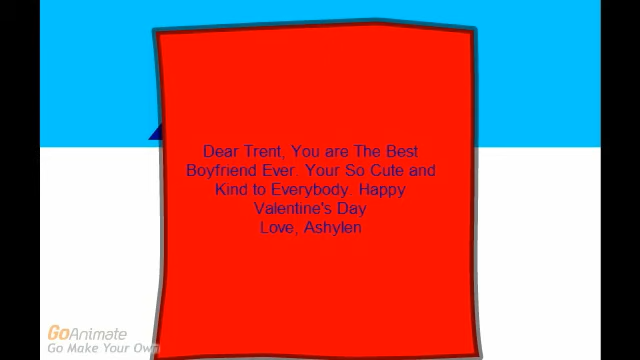 Dear Trent, You are The Best
Boyfriend Ever. Your So Cute and
Kind to Everybody. Happy
Valentine's Day
Love, Ashylen
GoAnimate
Go Make Your Own